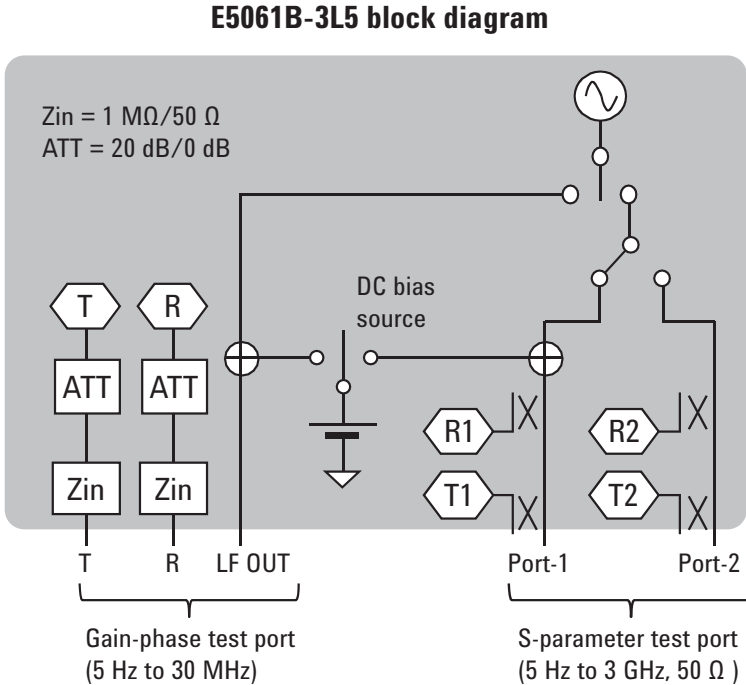 E5061B-3L5 block diagram
Zin = 1 MΩ/50 Ω
ATT = 20 dB/0 dB
DC bias
source
T
R
ATT
ATT
Zin
Zin
R1
R2
T1
T2
T
R
LF OUT
Port-1
Port-2
Gain-phase test port
(5 Hz to 30 MHz)
S-parameter test port
(5 Hz to 3 GHz, 50 Ω )